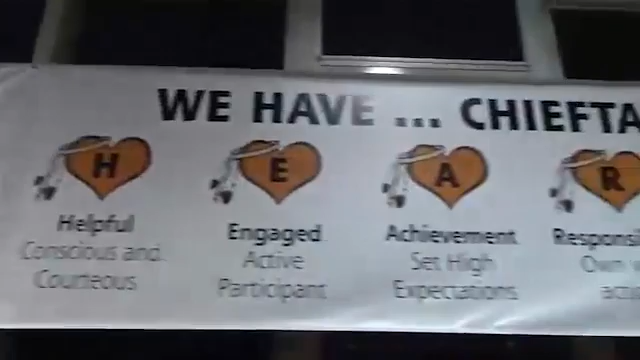 WE HAVE ... CHIEFTA
H E A R
Helpful
Conscious and
Courteous
Engaged
Active
Participant
Achievement
Set High
Expectations
Responsi
Own